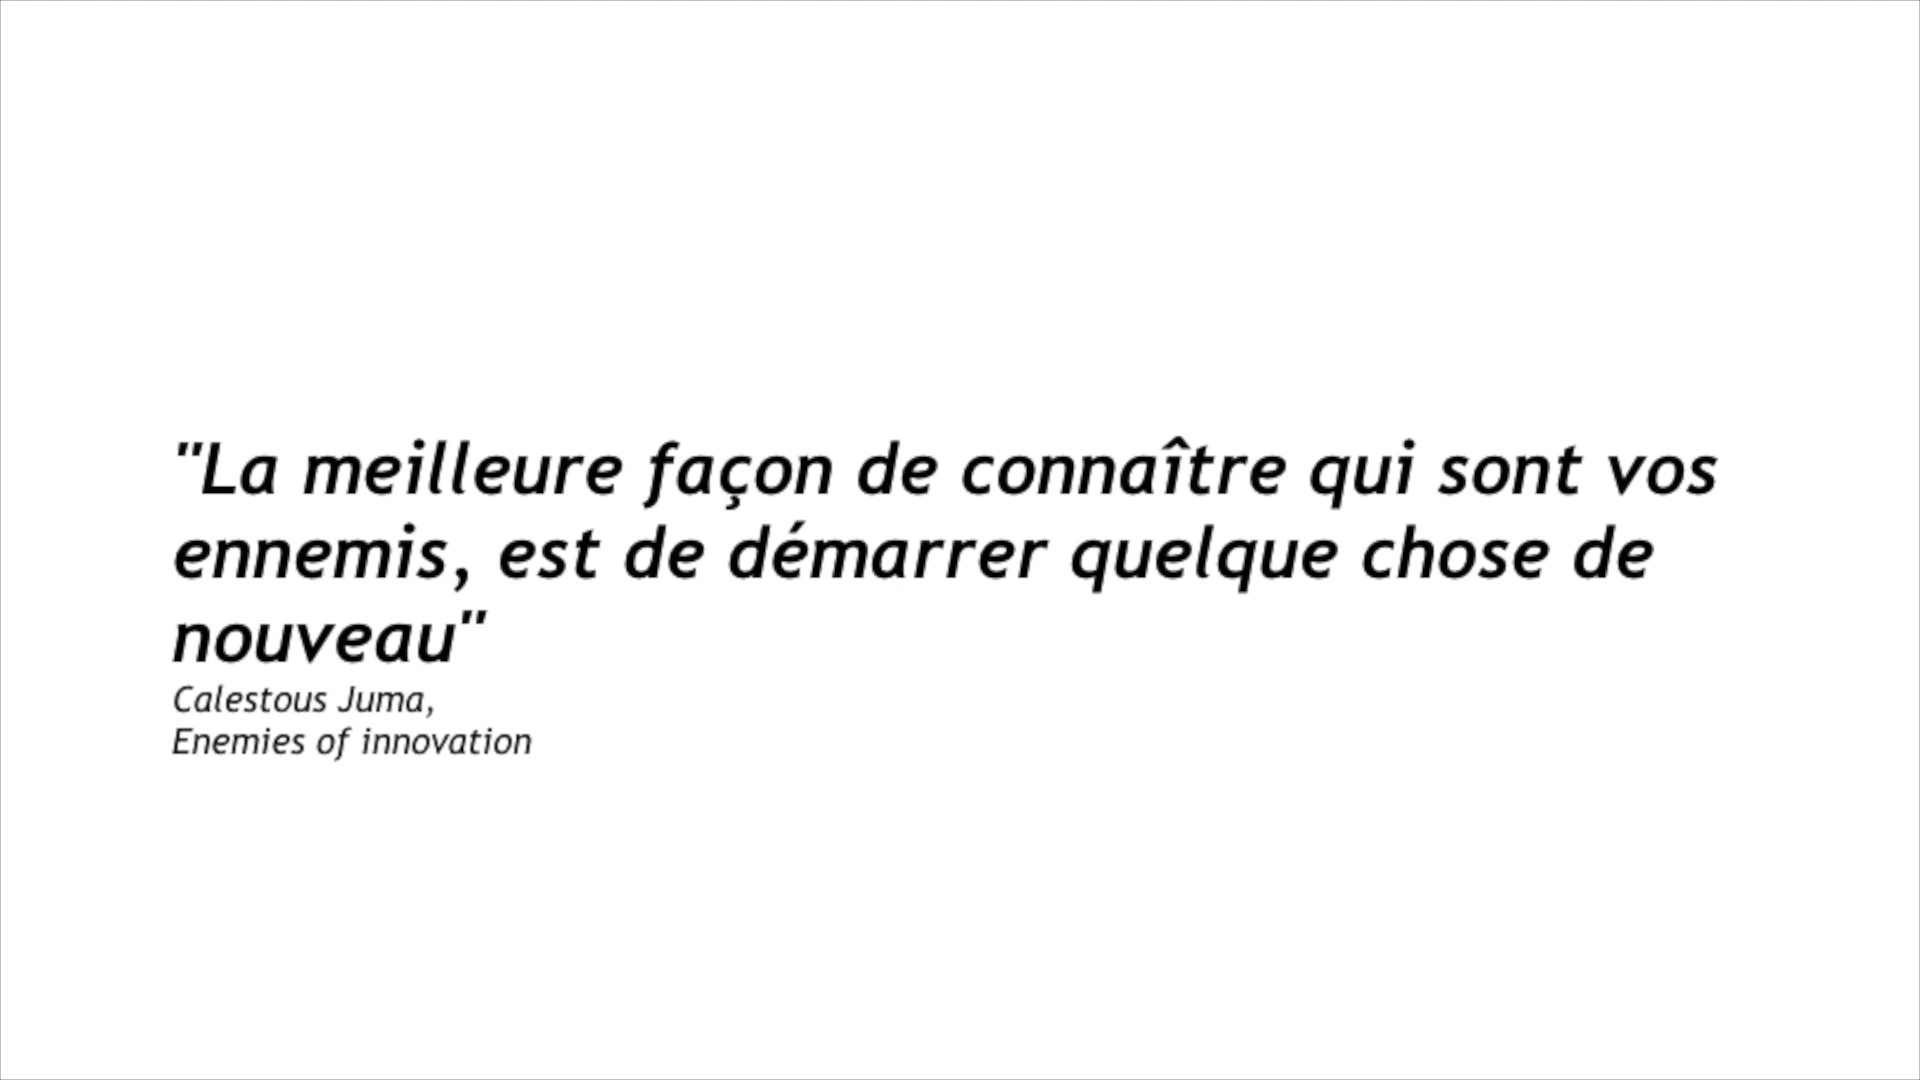 "La meilleure façon de connaître qui sont vos
ennemis, est de démarrer quelque chose de
nouveau"
Calestous Juma,
Enemies of innovation